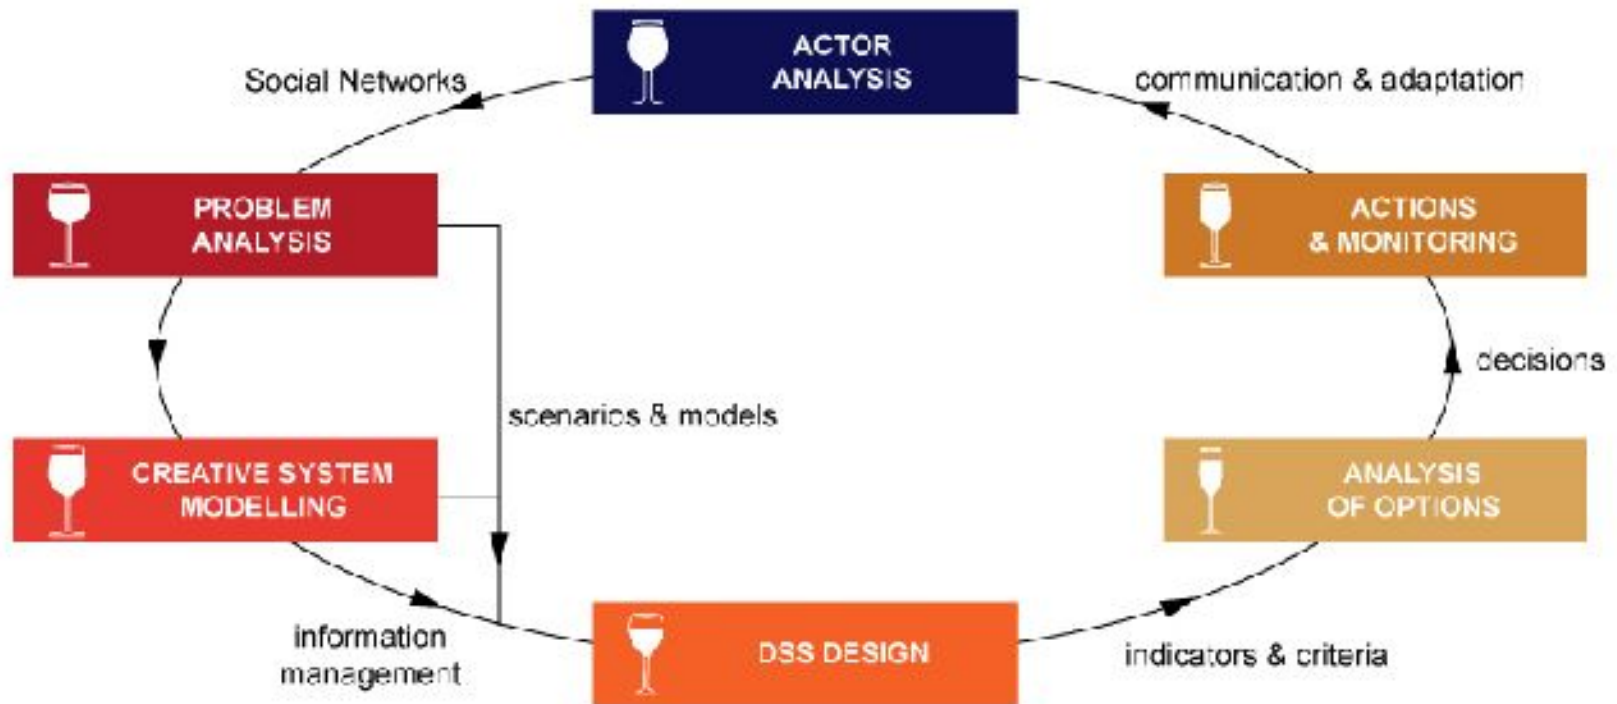 ACTOR
ANALYSIS
Social Networks
communication & adaptation
PROBLEM
ANALYSIS
ACTIONS
& MONITORING
decisions
scenarios & models
CREATIVE SYSTEM
MODELLING
ANALYSIS
OF OPTIONS
information
management
DSS DESIGN
indicators & criteria